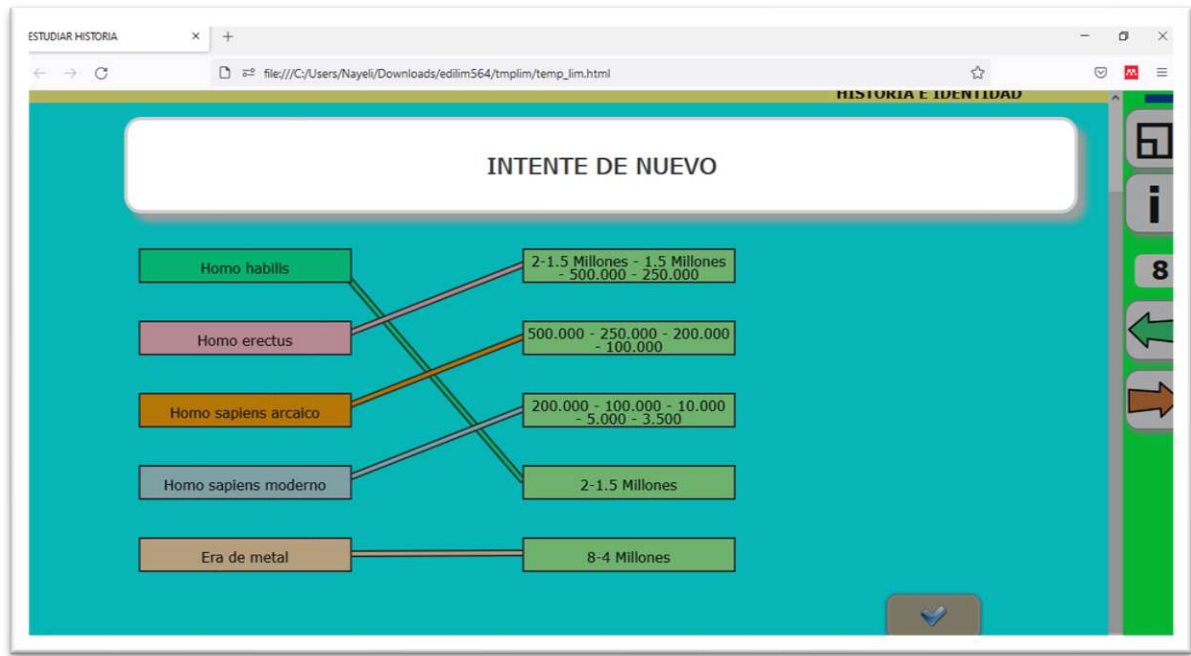 ESTUDIAR HISTORIA
file:///C:/Users/Nayeli/Downloads/edilim564/tmplim/temp_lim.html
HISTORIA E IDENTIDAD
INTENTE DE NUEVO
Homo habilis
2-1.5 Millones - 1.5 Millones
- 500.000 - 250.000
Homo erectus
500.000 - 250.000 - 200.000
- 100.000
Homo sapiens arcaico
200.000 - 100.000 - 10.000
- 5.000 - 3.500
Homo sapiens moderno
2-1.5 Millones
Era de metal
8-4 Millones
i
8